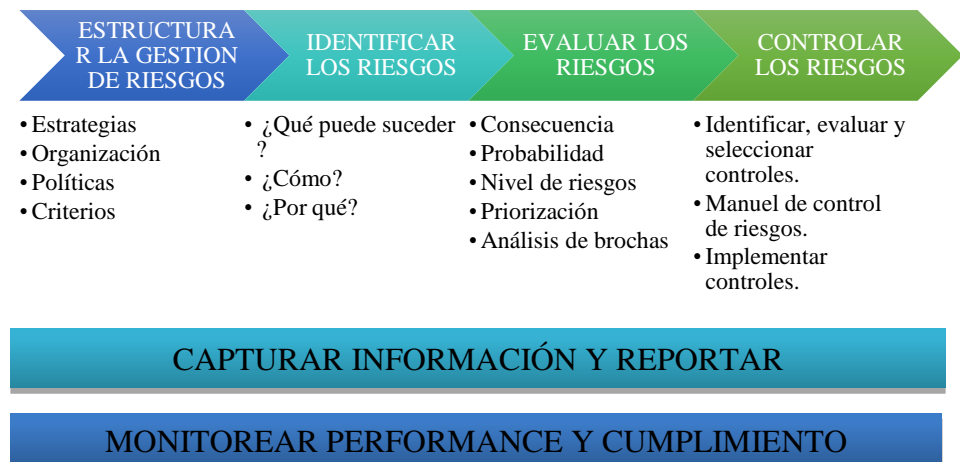 ESTRUCTURA
R LA GESTION
DE RIESGOS
IDENTIFICAR
LOS RIESGOS
EVALUAR LOS
RIESGOS
CONTROLAR
LOS RIESGOS
• Estrategias
• Organización
• Políticas
• Criterios
• ¿Qué puede suceder
?
• ¿Cómo?
• ¿Por qué?
• Consecuencia
• Probabilidad
• Nivel de riesgos
• Priorización
• Análisis de brochas
• Identificar, evaluar y
seleccionar
controles.
• Manuel de control
de riesgos.
• Implementar
controles.
CAPTURAR INFORMACIÓN Y REPORTAR
MONITOREAR PERFORMANCE Y CUMPLIMIENTO